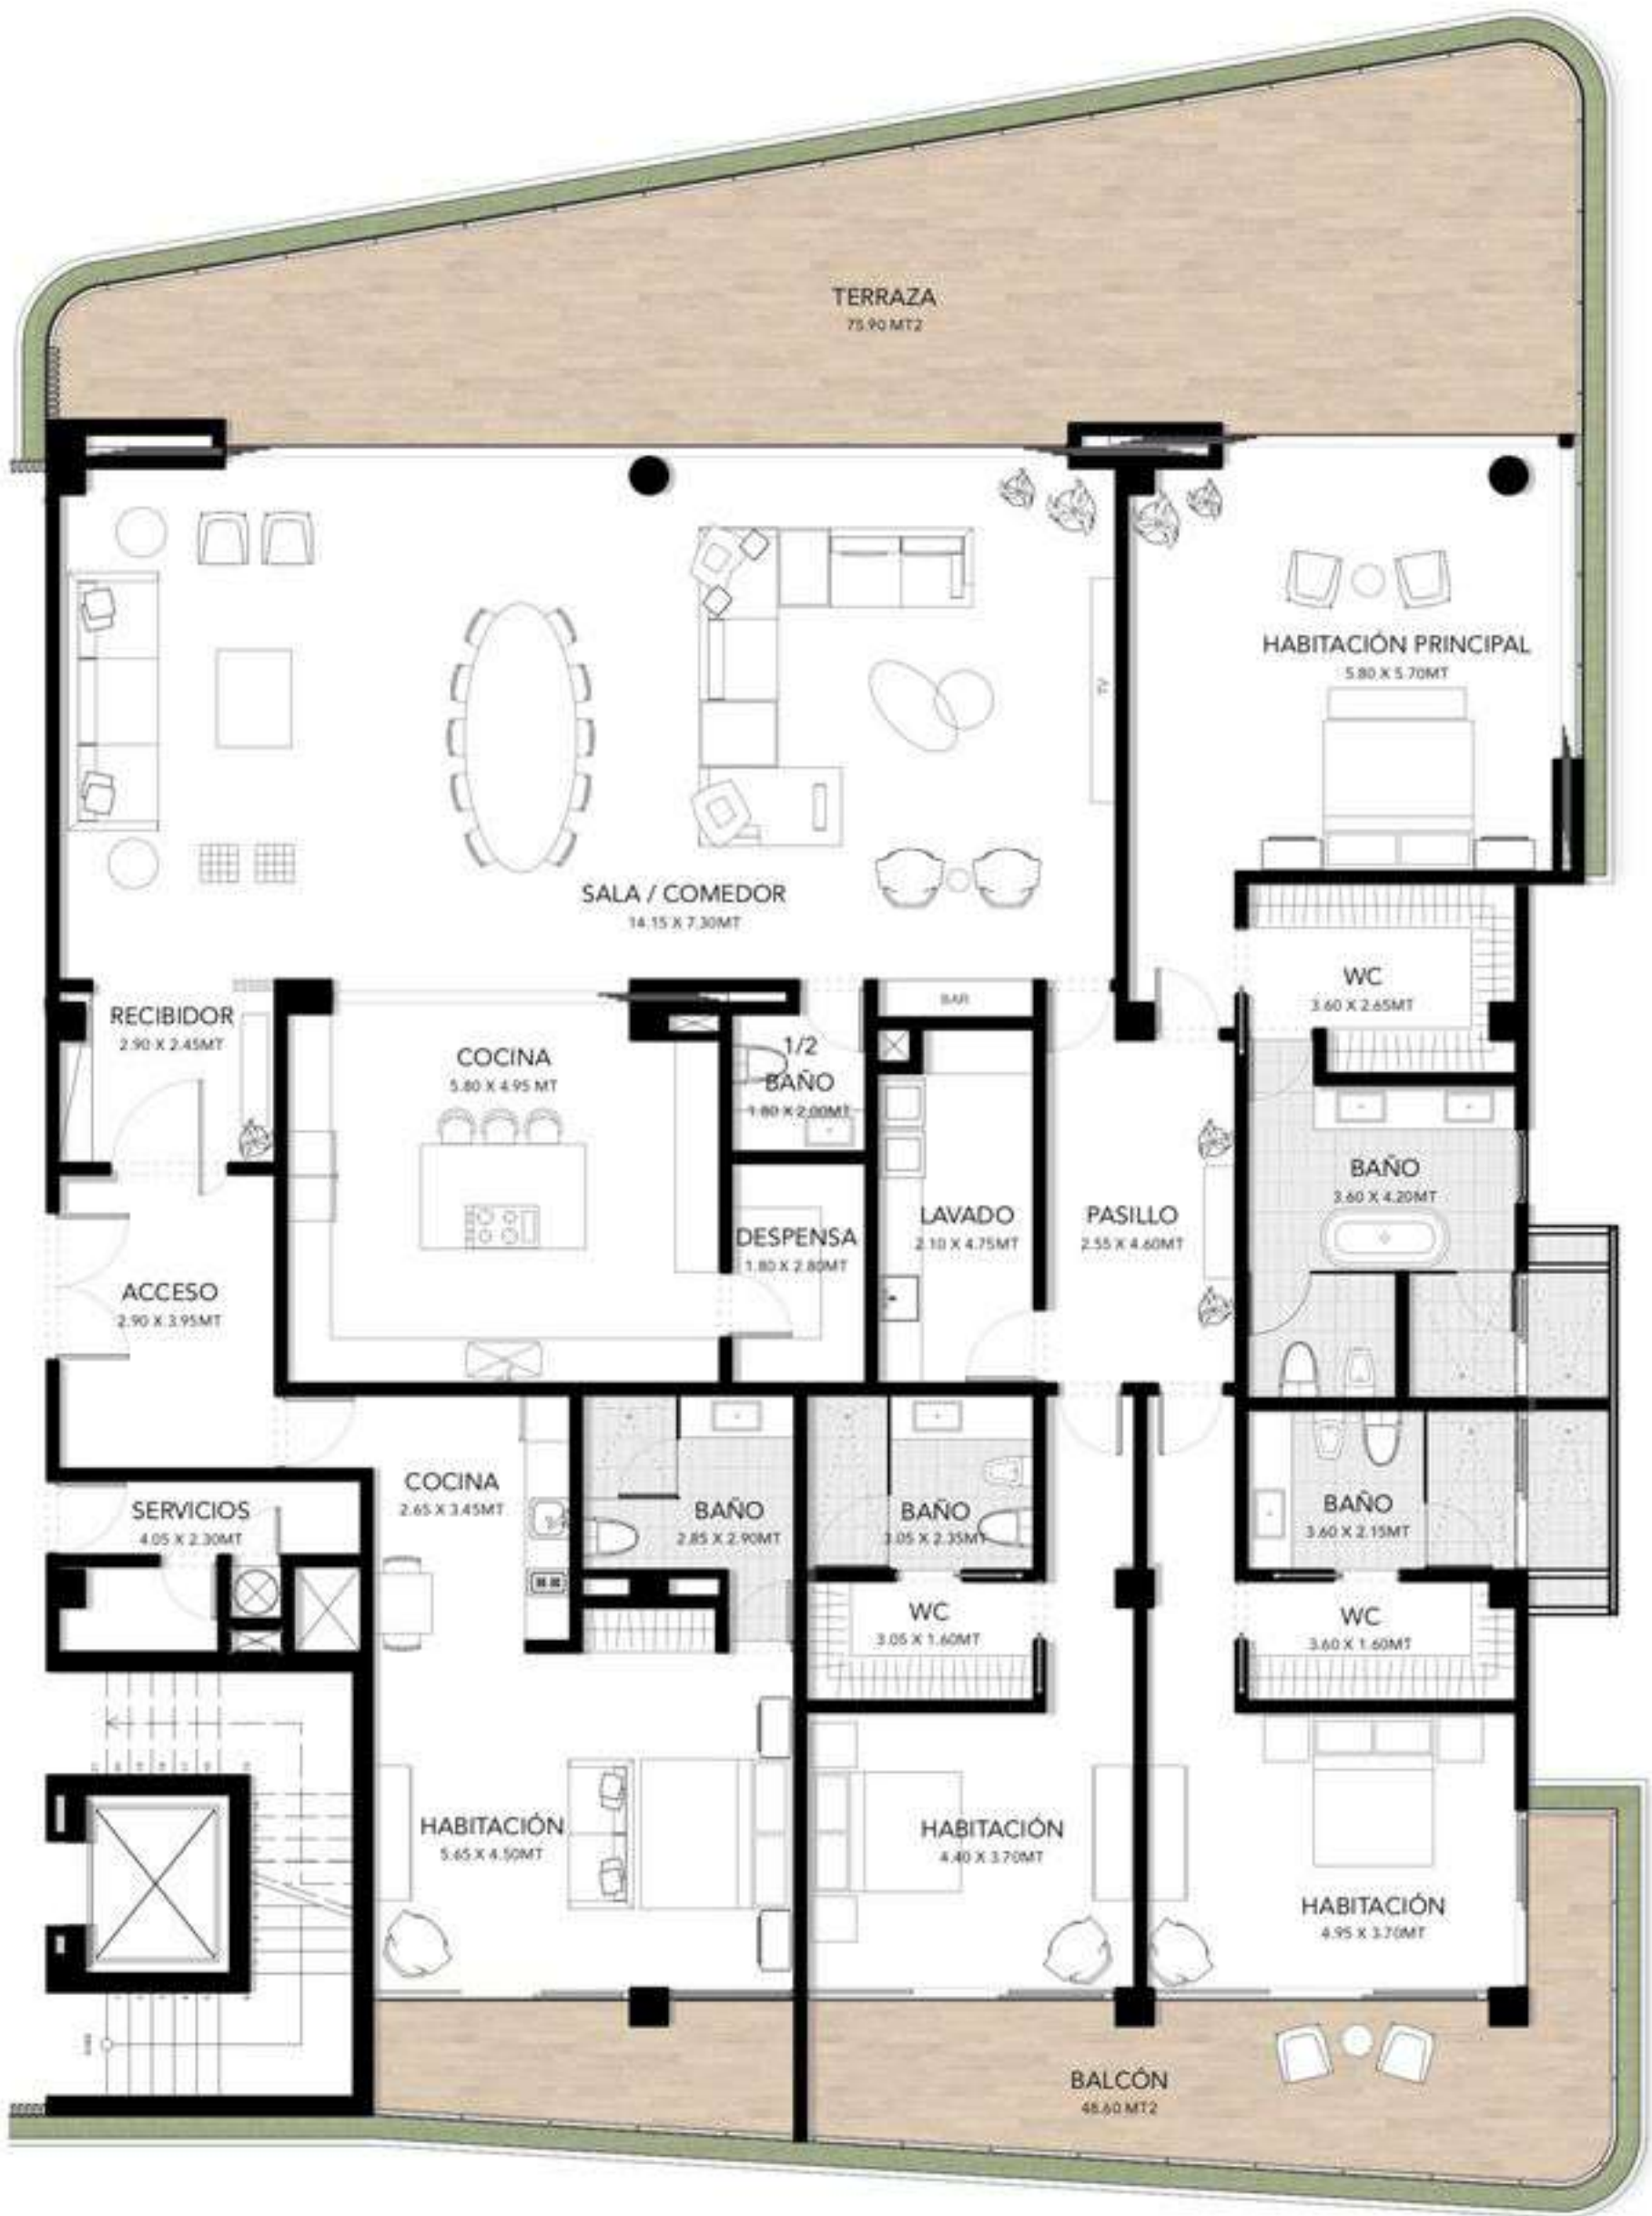 TERRAZA
75.90 MT2
HABITACIÓN PRINCIPAL
5.80 X 5.70MT
TV
SALA / COMEDOR
14.15 X 7.30MT
WC
3.60 X 2.65MT
RECIBIDOR
2.90 X 2.45MT
BAR
COCINA
5.80 X 4.95 MT
1/2
BAÑO
1.80 X 2.00MT
BAÑO
3.60 X 4.20MT
LAVADO
2.10 X 4.75MT
PASILLO
2.55 X 4.60MT
DESPENSA
1.80 X 2.80MT
ACCESO
2.90 X 3.95MT
COCINA
2.65 X 3.45MT
SERVICIOS
4.05 X 2.30MT
BAÑO
2.85 X 2.90MT
BAÑO
3.05 X 2.35MT
BAÑO
3.60 X 2.15MT
WC
3.05 X 1.60MT
WC
3.60 X 1.60MT
HABITACIÓN
5.65 X 4.50MT
HABITACIÓN
4.40 X 3.70MT
HABITACIÓN
4.95 X 3.70MT
BALCÓN
48.60 MT2